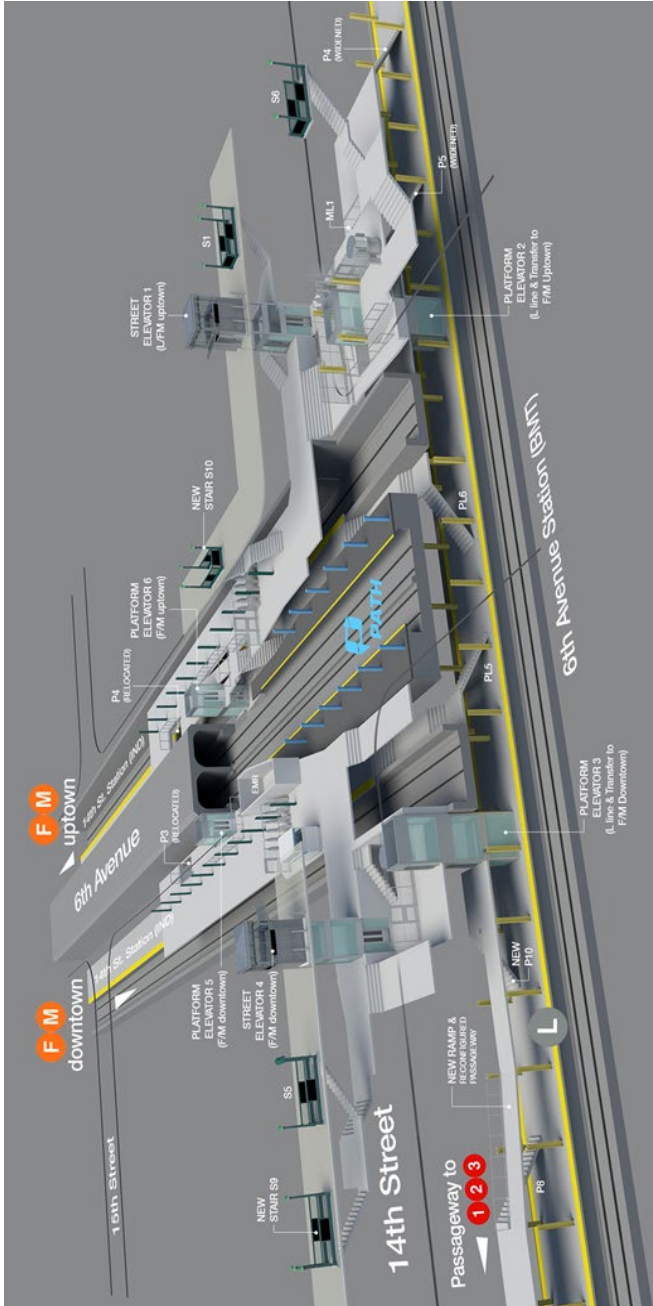 F M
uptown
F M
downtown
15th Street
6th Avenue
14th St. Station (IND)
14th St. Station (IND)
P4
(RELOCATED)
P3
(RELOCATED)
PLATFORM
ELEVATOR 6
(F/M uptown)
NEW
STAIR S10
STREET
ELEVATOR 1
(L/FM uptown)
S1
S6
P4
(WIDENED)
ML1
P5
(WIDENED)
PLATFORM
ELEVATOR 2
(L line & Transfer to
F/M Uptown)
PATH
EMR
PL6
PL5
6th Avenue Station (BMT)
PLATFORM
ELEVATOR 5
(F/M downtown)
STREET
ELEVATOR 4
(F/M downtown)
S5
NEW
STAIR S9
14th Street
PLATFORM
ELEVATOR 3
(L line & Transfer to
F/M Downtown)
NEW
P10
L
NEW RAMP &
RECONFIGURED
PASSAGEWAY
Passageway to
1 2 3
P8